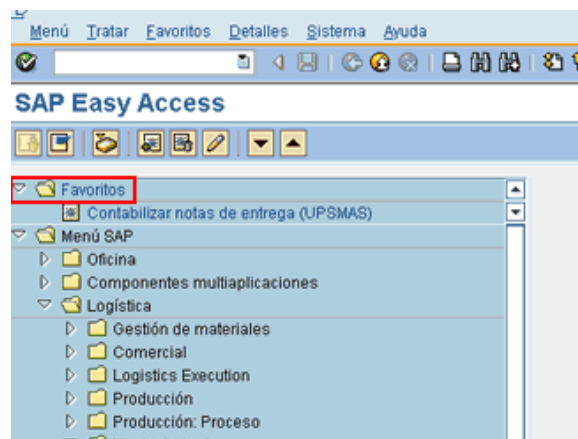 Menú Tratar Favoritos Detalles Sistema Ayuda
SAP Easy Access
Favoritos
Contabilizar notas de entrega (UPSMAS)
Menú SAP
Oficina
Componentes multiaplicaciones
Logística
Gestión de materiales
Comercial
Logistics Execution
Producción
Producción: Proceso